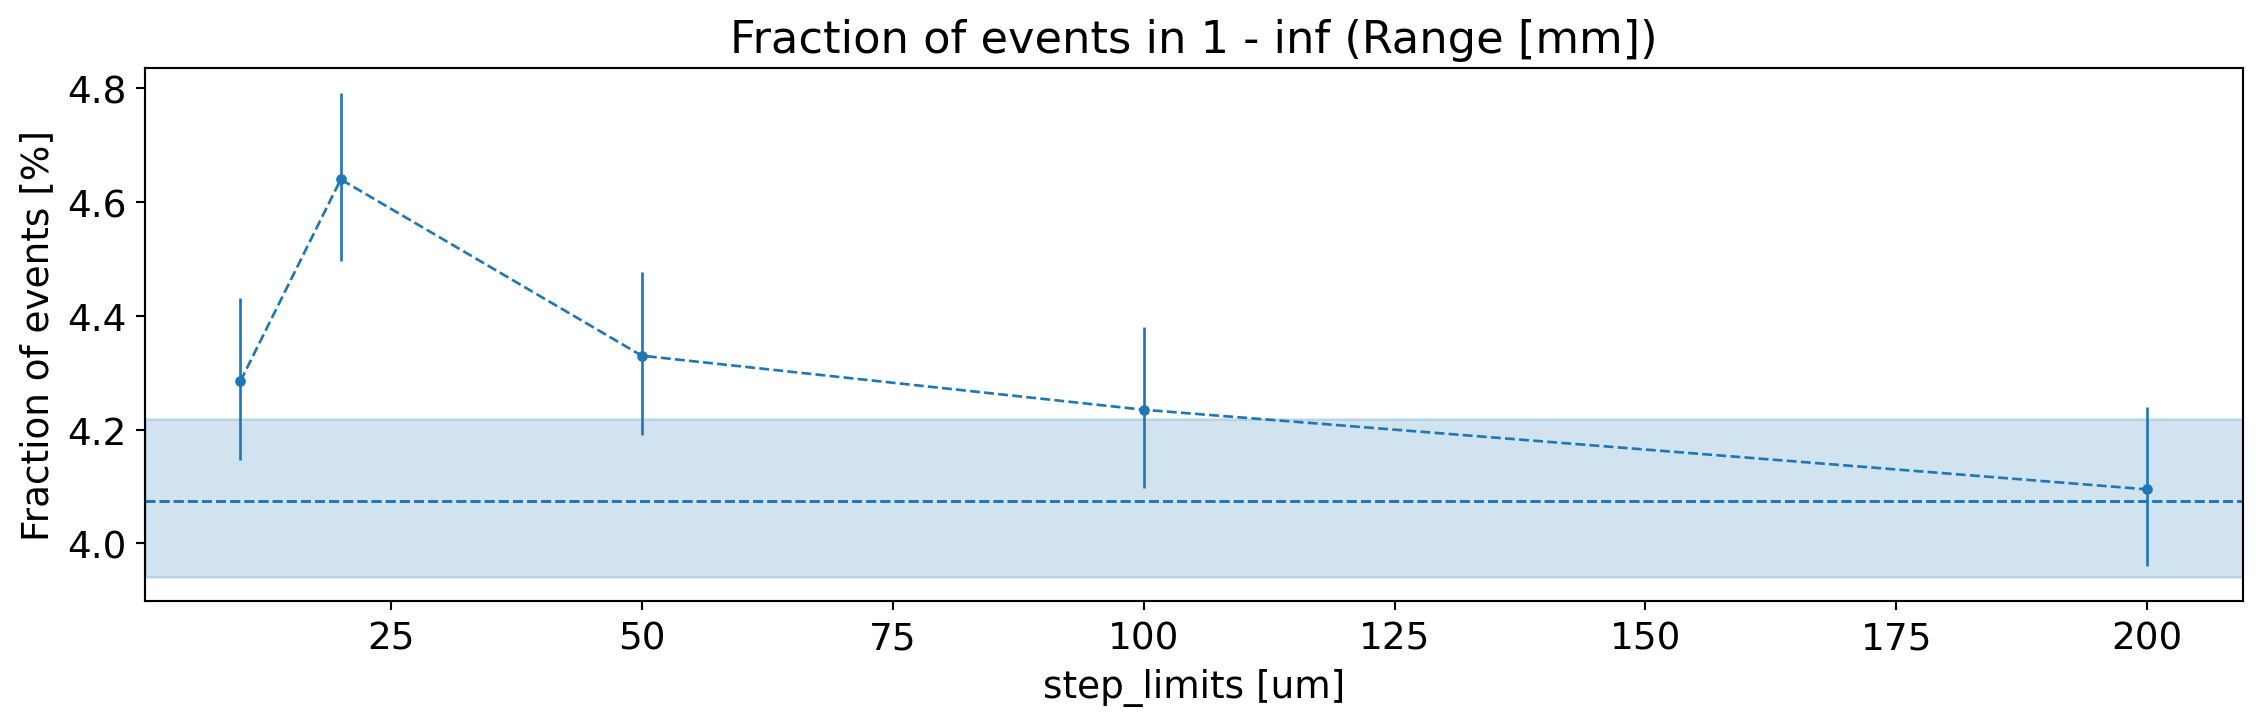 Fraction of events in 1 - inf (Range [mm])
Fraction of events [%]
4.8
4.6
4.4
4.2
4.0
25 50 75 100 125 150 175 200
step_limits [um]